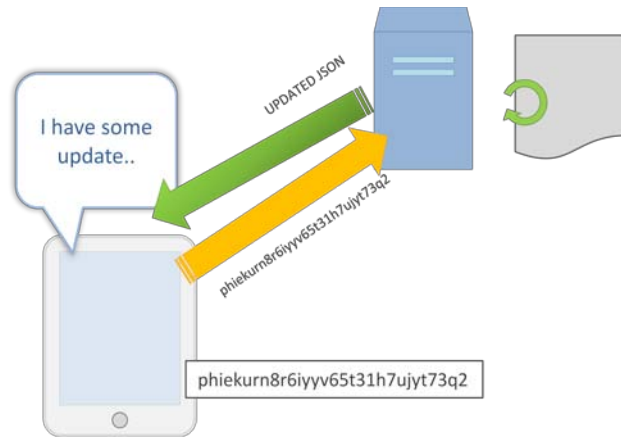 UPDATED JSON
I have some
update..
phiekurn8r6iyyv65t31h7ujyt73q2
phiekurn8r6iyyv65t31h7ujyt73q2